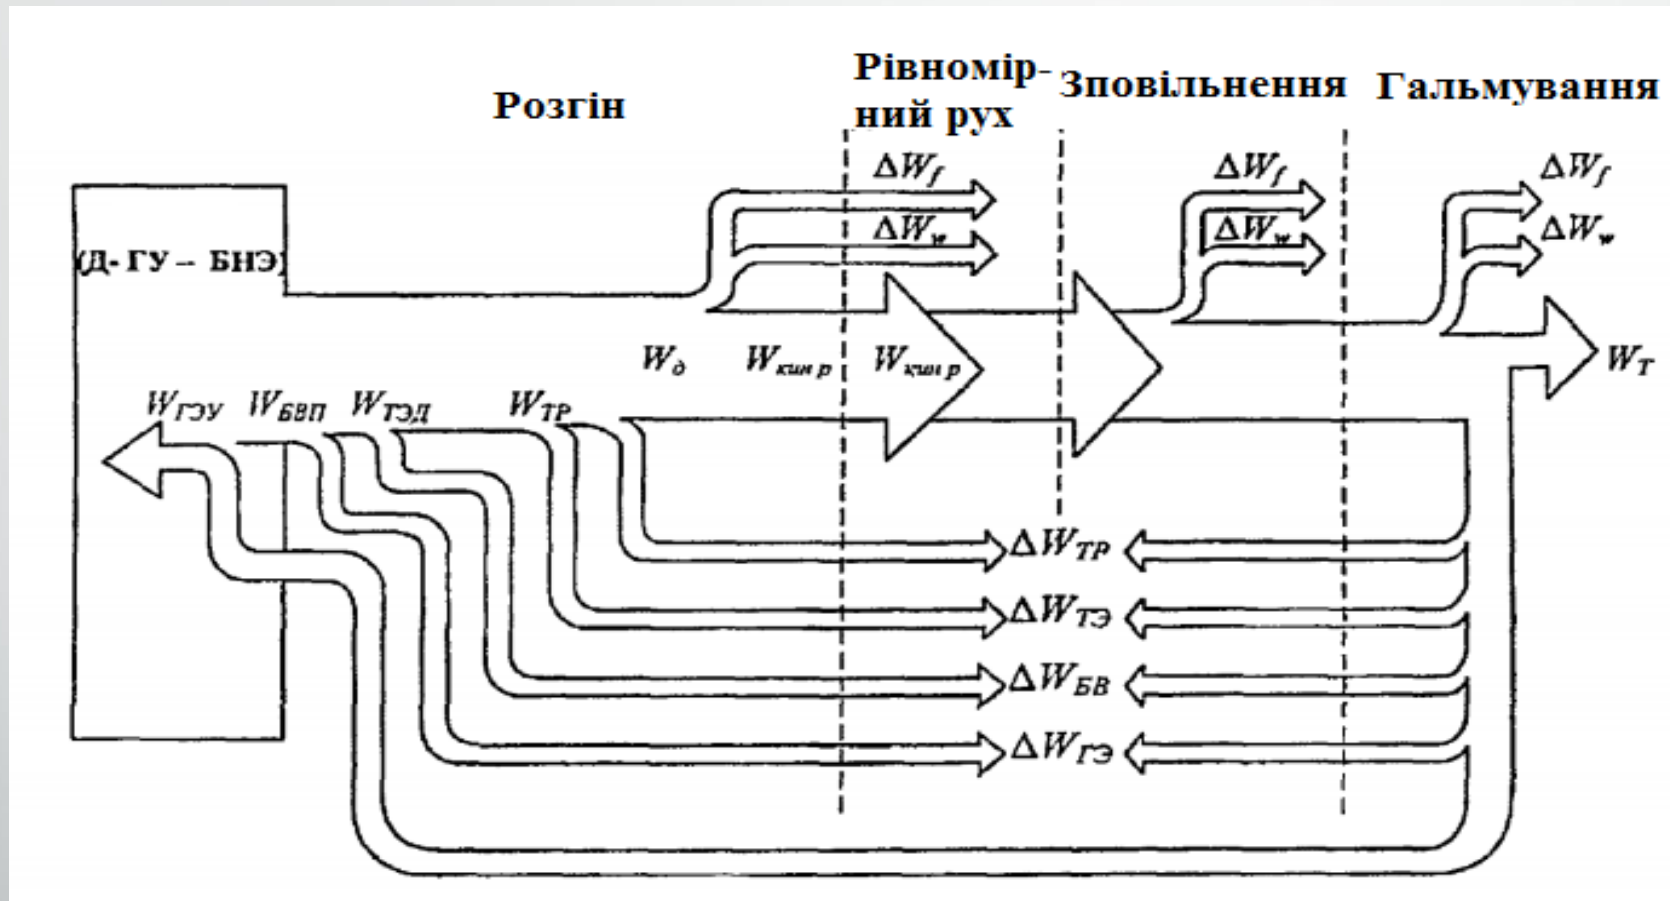 Розгін
Рівномір-
ний рух
Зповільнення
Гальмування
ΔW_f
ΔW_w
ΔW_f
ΔW_w
ΔW_f
ΔW_w
(Д- ГУ – БНЭ)
W_д
W_кин р
W_кин р
W_Т
W_ГЭУ
W_БВП
W_ТЭД
W_ТР
ΔW_ТР
ΔW_ТЭ
ΔW_БВ
ΔW_ГЭ